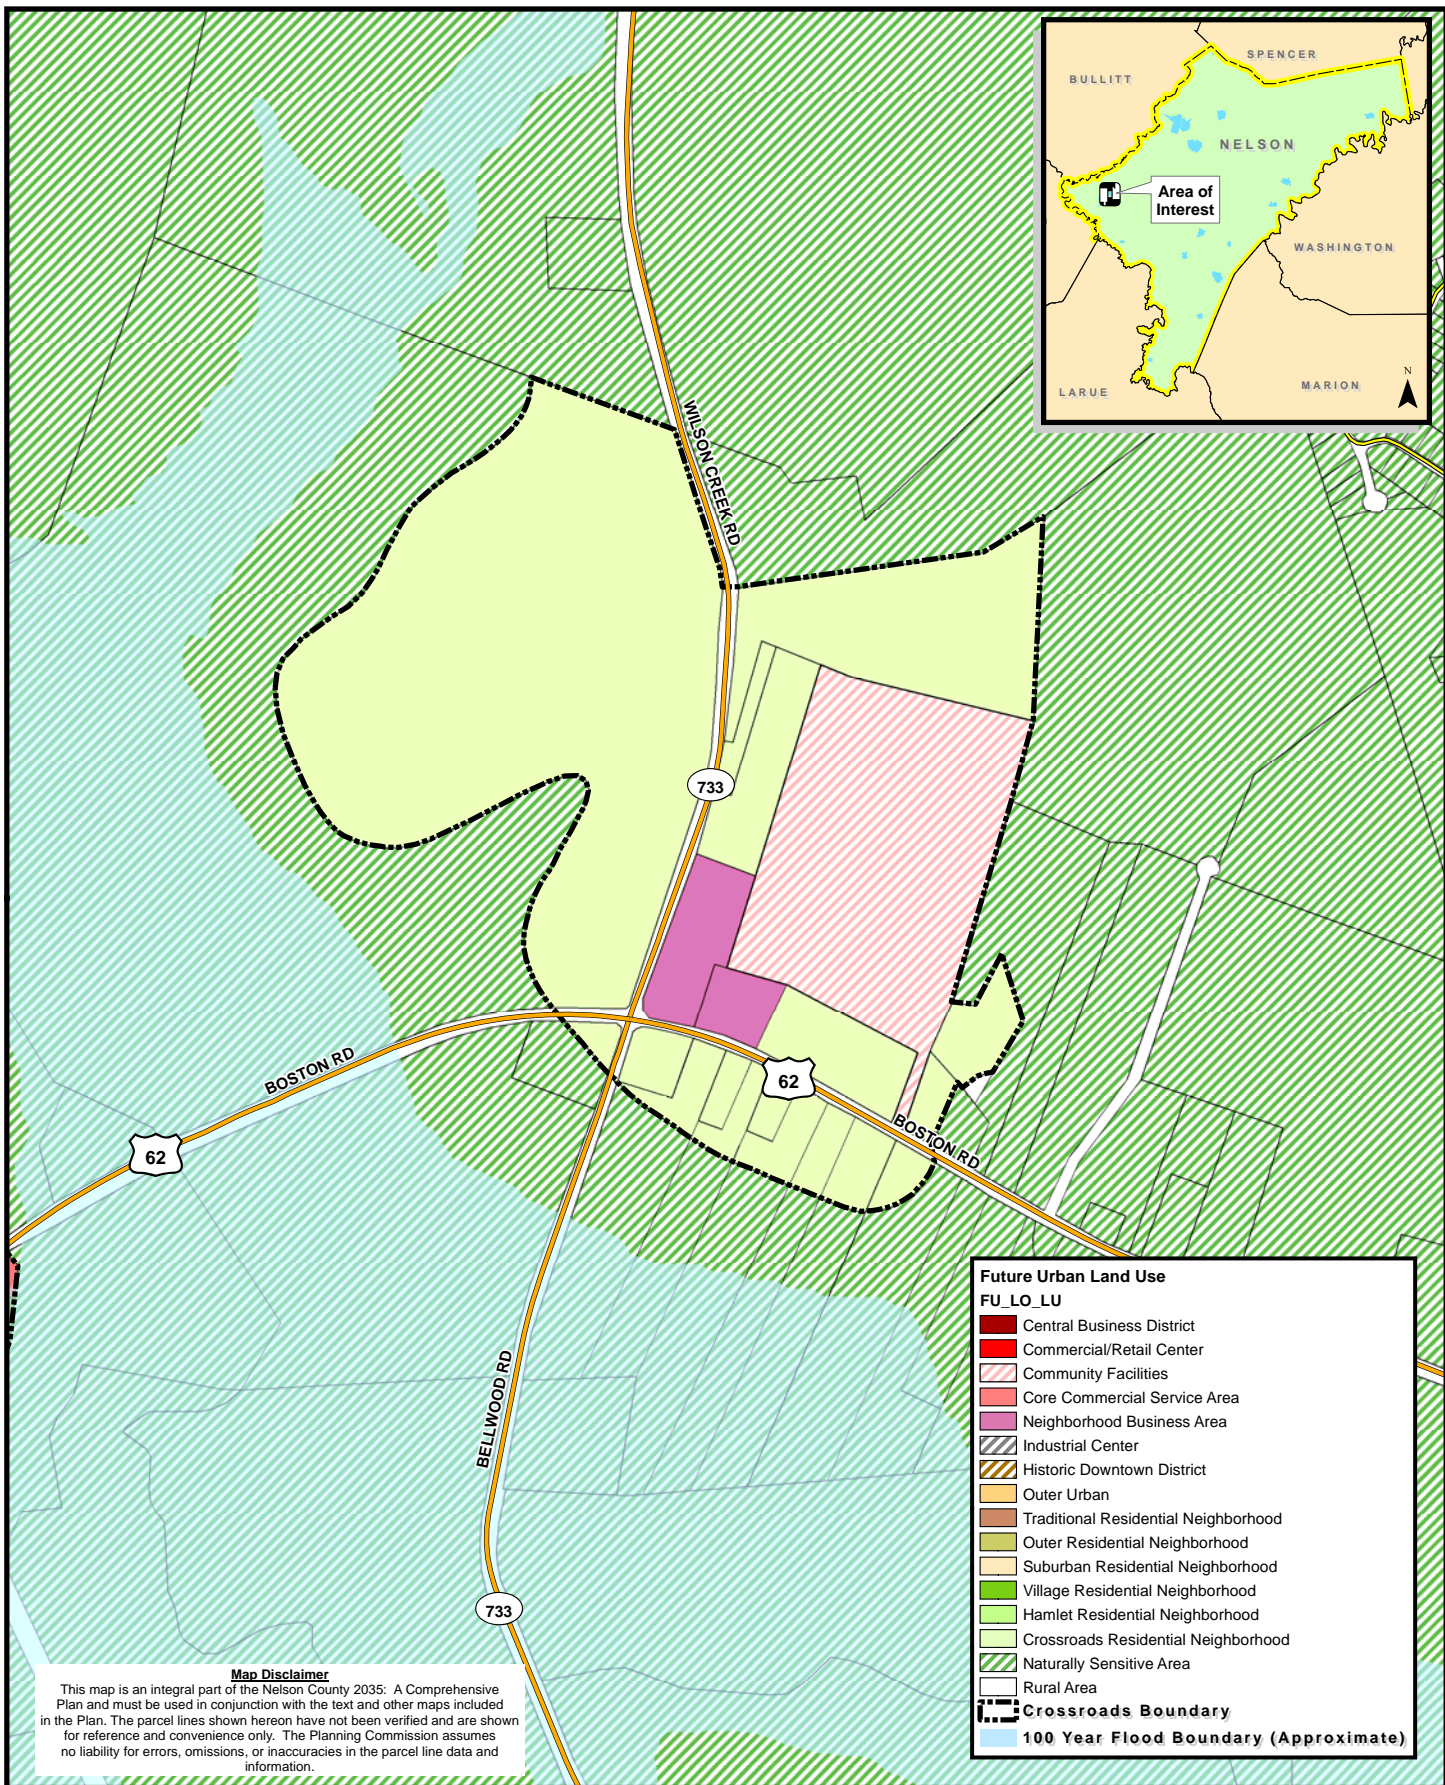 SPENCER
BULLITT
NELSON
Area of
Interest
WASHINGTON
N
MARION
LARUE
WILSON CREEK RD
733
62
BOSTON RD
BOSTON RD
62
BELLWOOD RD
733
Future Urban Land Use
FU_LO_LU
Central Business District
Commercial/Retail Center
Community Facilities
Core Commercial Service Area
Neighborhood Business Area
Industrial Center
Historic Downtown District
Outer Urban
Traditional Residential Neighborhood
Outer Residential Neighborhood
Suburban Residential Neighborhood
Village Residential Neighborhood
Hamlet Residential Neighborhood
Crossroads Residential Neighborhood
Naturally Sensitive Area
Rural Area
Crossroads Boundary
100 Year Flood Boundary (Approximate)
Map Disclaimer
This map is an integral part of the Nelson County 2035: A Comprehensive
Plan and must be used in conjunction with the text and other maps included
in the Plan. The parcel lines shown hereon have not been verified and are shown
for reference and convenience only. The Planning Commission assumes
no liability for errors, omissions, or inaccuracies in the parcel line data and
information.